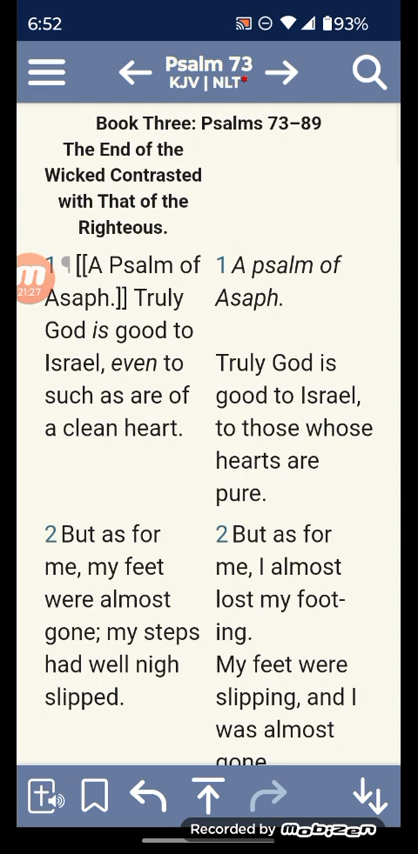 6:52
93%
Psalm 73
KJV | NLT*
Book Three: Psalms 73–89
The End of the
Wicked Contrasted
with That of the
Righteous.
1 ¶ [[A Psalm of
Asaph.]] Truly
God is good to
Israel, even to
such as are of
a clean heart.
2 But as for
me, my feet
were almost
gone; my steps
had well nigh
slipped.
1 A psalm of
Asaph.
Truly God is
good to Israel,
to those whose
hearts are
pure.
2 But as for
me, I almost
lost my foot-
ing.
My feet were
slipping, and I
was almost
gone
m
21:27
Recorded by mobizen